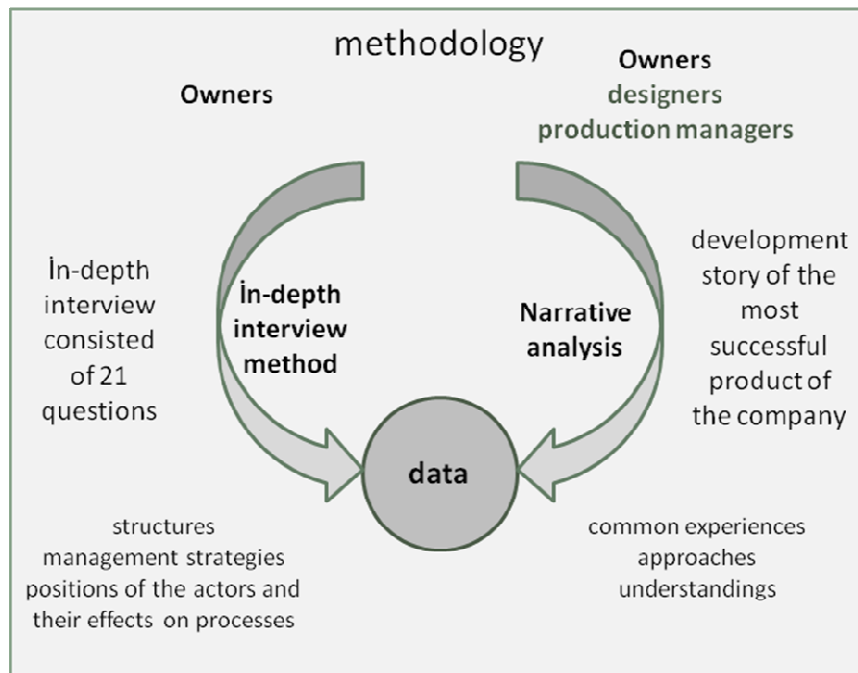 methodology
Owners
Owners
designers
production managers
İn-depth
interview
consisted
of 21
questions
İn-depth
interview
method
Narrative
analysis
development
story of the
most
successful
product of
the company
data
structures
management strategies
positions of the actors and
their effects on processes
common experiences
approaches
understandings